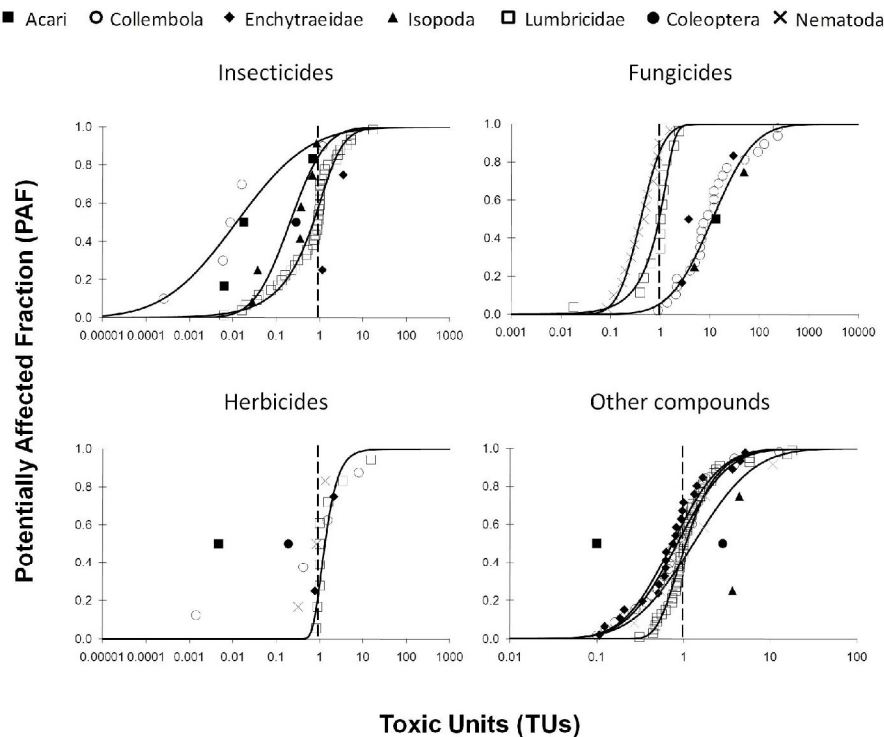 Acari Collembola Enchytraeidae Isopoda Lumbricidae Coleoptera Nematoda
Insecticides
Fungicides
Potentially Affected Fraction (PAF)
1.0
0.8
0.6
0.4
0.2
0.0
0.00001 0.0001 0.001 0.01 0.1 1 10 100 1000
1.0
0.8
0.6
0.4
0.2
0.0
0.001 0.01 0.1 1 10 100 1000 10000
Herbicides
Other compounds
1.0
0.8
0.6
0.4
0.2
0.0
0.00001 0.0001 0.001 0.01 0.1 1 10 100 1000
1.0
0.8
0.6
0.4
0.2
0.0
0.01 0.1 1 10 100
Toxic Units (TUs)